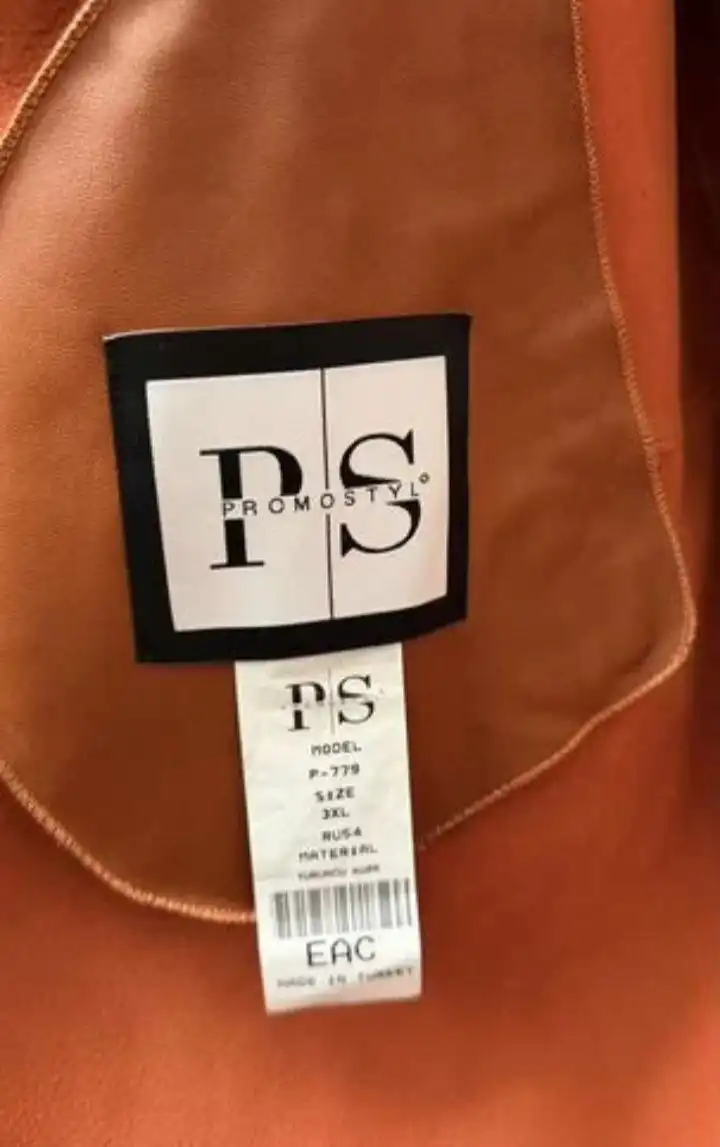 PS
PROMOSTYL
PS
MODEL
P-779
SIZE
3XL
RU54
MATERIAL
EAC
MADE IN TURKEY